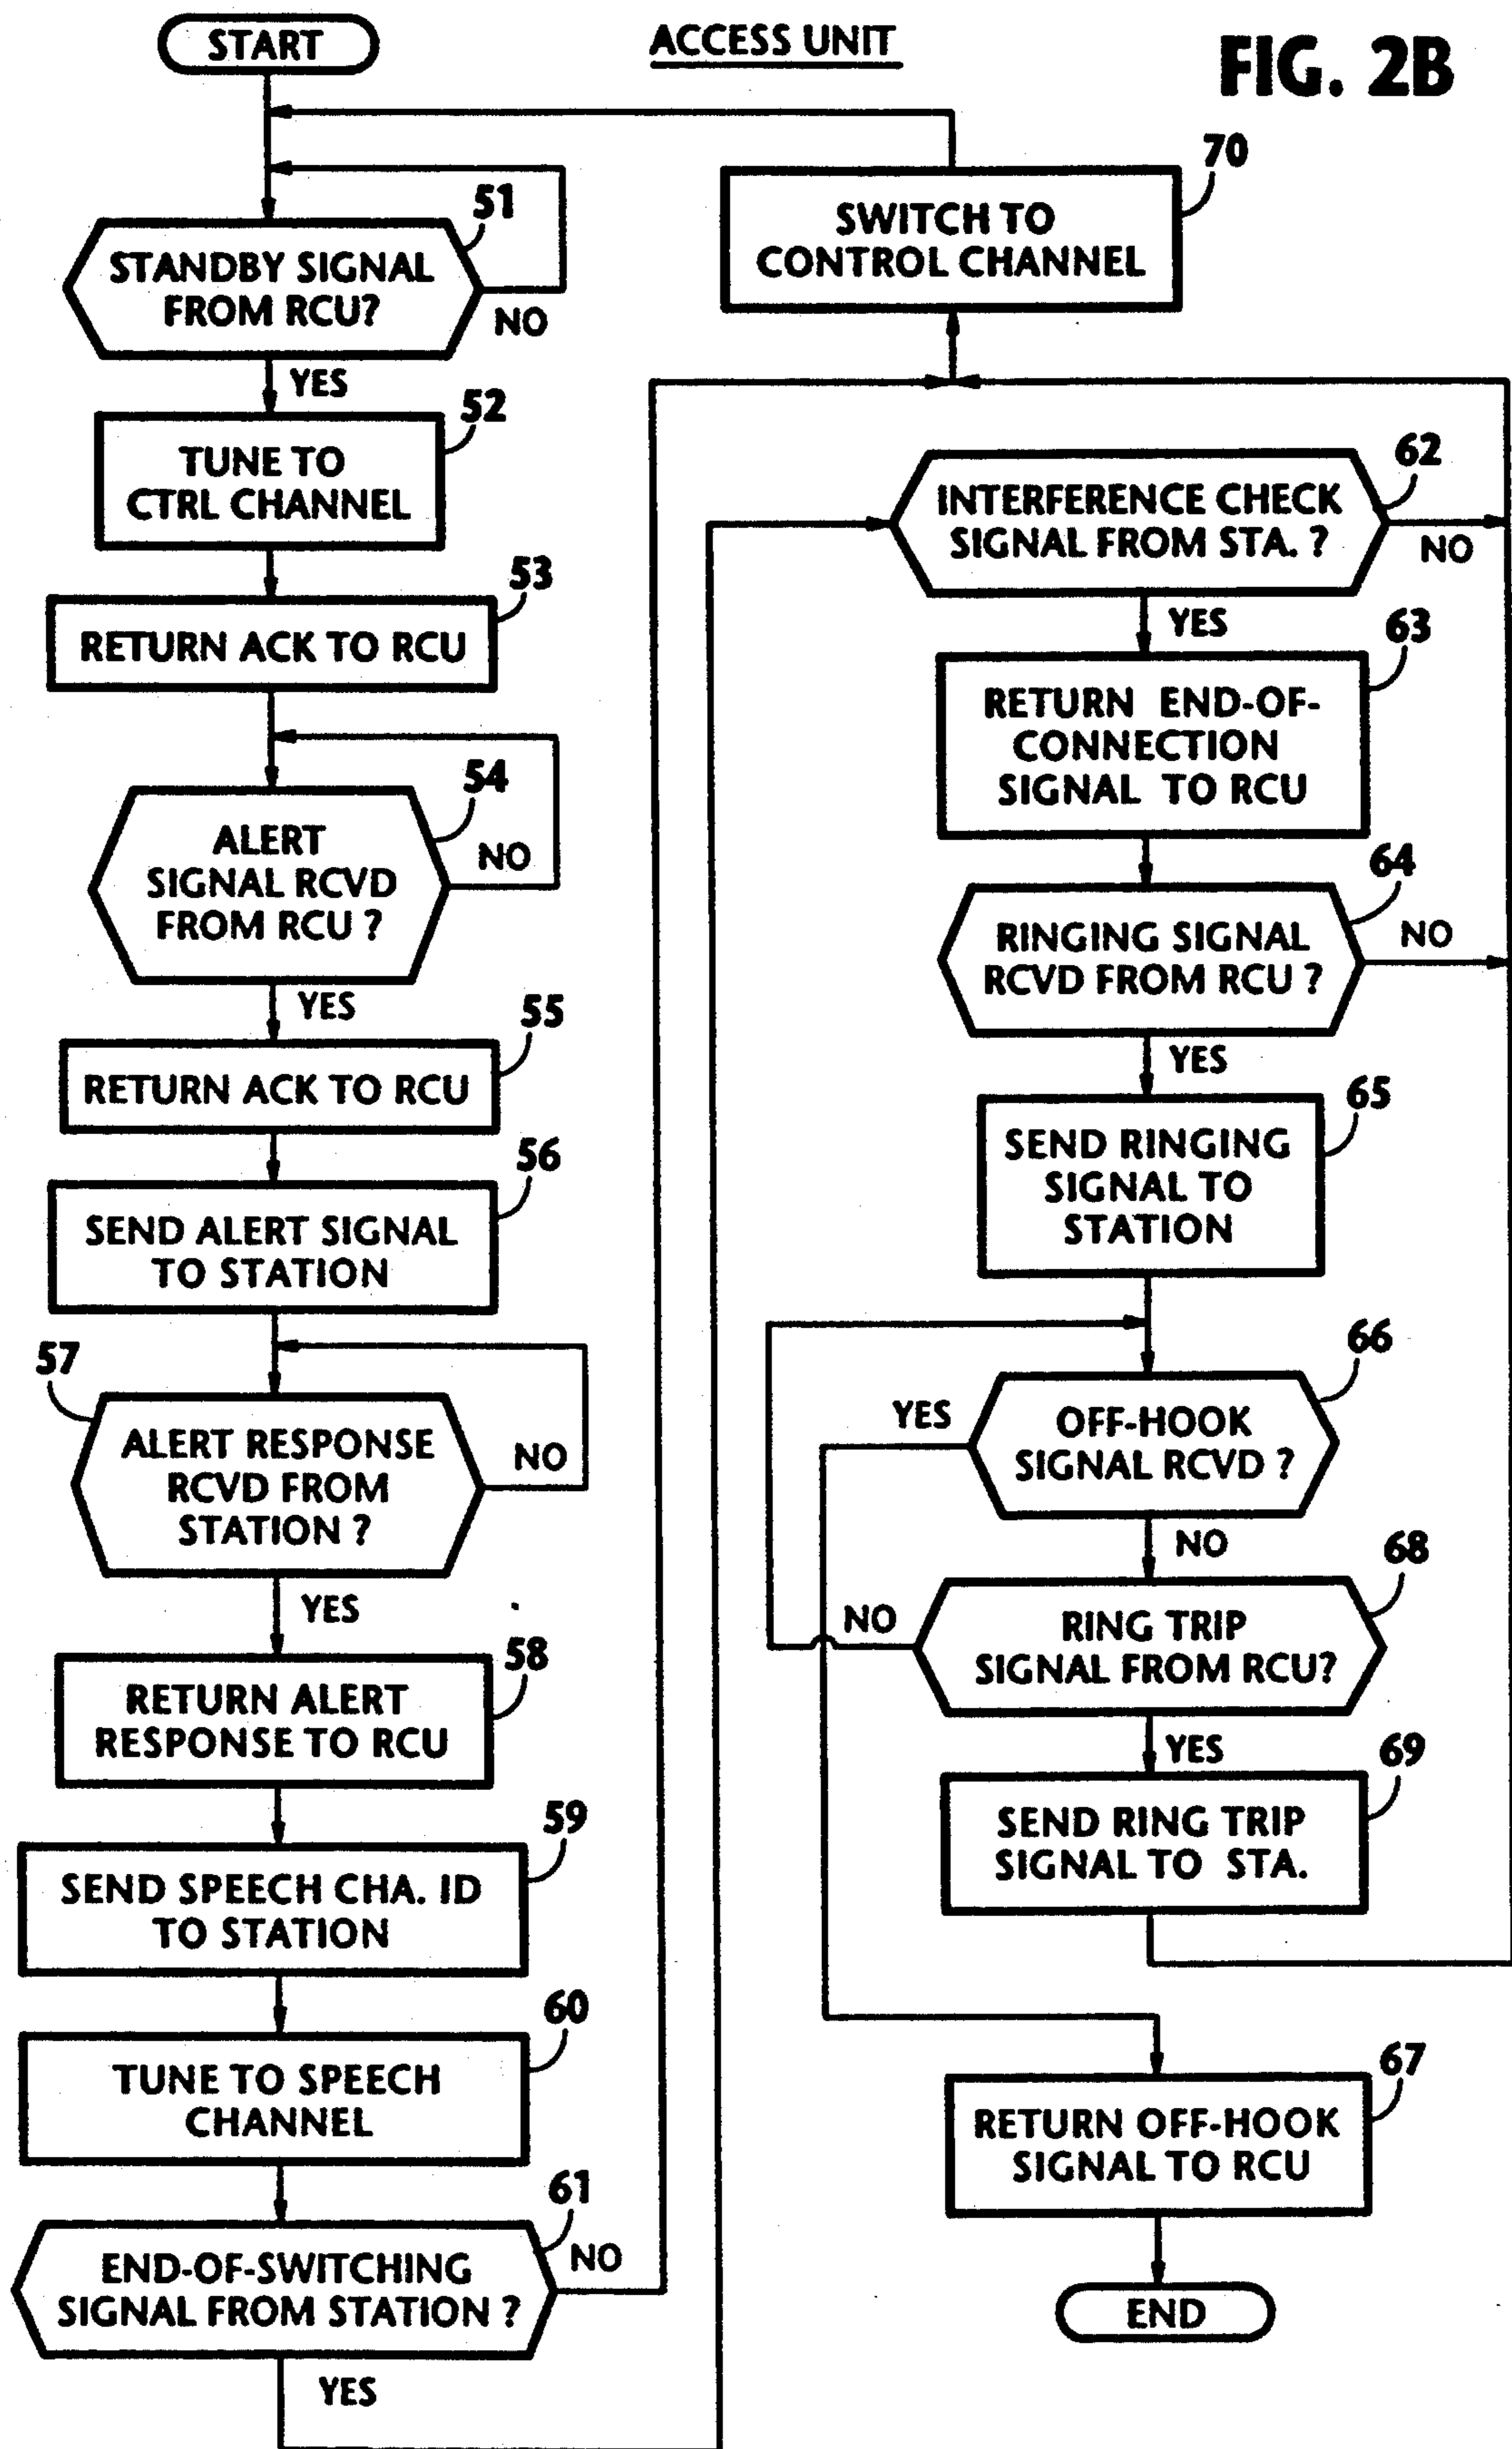 START
ACCESS UNIT
FIG. 2B
51
STANDBY SIGNAL
FROM RCU?
NO
YES
52
TUNE TO
CTRL CHANNEL
53
RETURN ACK TO RCU
54
ALERT
SIGNAL RCVD
FROM RCU ?
NO
YES
55
RETURN ACK TO RCU
56
SEND ALERT SIGNAL
TO STATION
57
ALERT RESPONSE
RCVD FROM
STATION ?
NO
YES
58
RETURN ALERT
RESPONSE TO RCU
59
SEND SPEECH CHA. ID
TO STATION
60
TUNE TO SPEECH
CHANNEL
61
END-OF-SWITCHING
SIGNAL FROM STATION ?
NO
YES
70
SWITCH TO
CONTROL CHANNEL
62
INTERFERENCE CHECK
SIGNAL FROM STA. ?
NO
YES
63
RETURN END-OF-
CONNECTION
SIGNAL TO RCU
64
RINGING SIGNAL
RCVD FROM RCU ?
NO
YES
65
SEND RINGING
SIGNAL TO
STATION
66
YES
OFF-HOOK
SIGNAL RCVD ?
NO
68
NO
RING TRIP
SIGNAL FROM RCU?
YES
69
SEND RING TRIP
SIGNAL TO STA.
67
RETURN OFF-HOOK
SIGNAL TO RCU
END